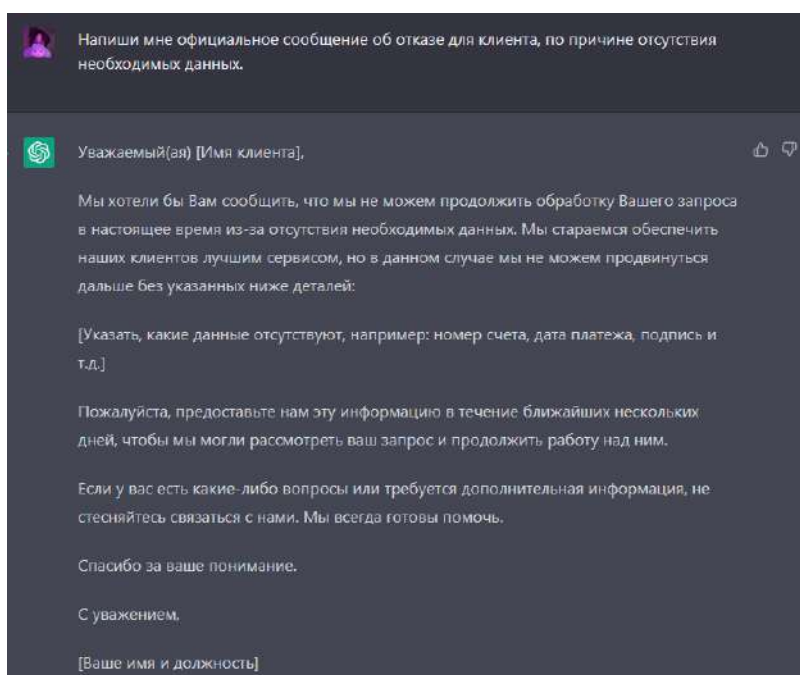 Напиши мне официальное сообщение об отказе для клиента, по причине отсутствия
необходимых данных.
Уважаемый(ая) [Имя клиента],
Мы хотели бы Вам сообщить, что мы не можем продолжить обработку Вашего запроса
в настоящее время из-за отсутствия необходимых данных. Мы стараемся обеспечить
наших клиентов лучшим сервисом, но в данном случае мы не можем продвинуться
дальше без указанных ниже деталей:
[Указать, какие данные отсутствуют, например: номер счета, дата платежа, подпись и
т.д.]
Пожалуйста, предоставьте нам эту информацию в течение ближайших нескольких
дней, чтобы мы могли рассмотреть ваш запрос и продолжить работу над ним.
Если у вас есть какие-либо вопросы или требуется дополнительная информация, не
стесняйтесь связаться с нами. Мы всегда готовы помочь.
Спасибо за ваше понимание.
С уважением,
[Ваше имя и должность]